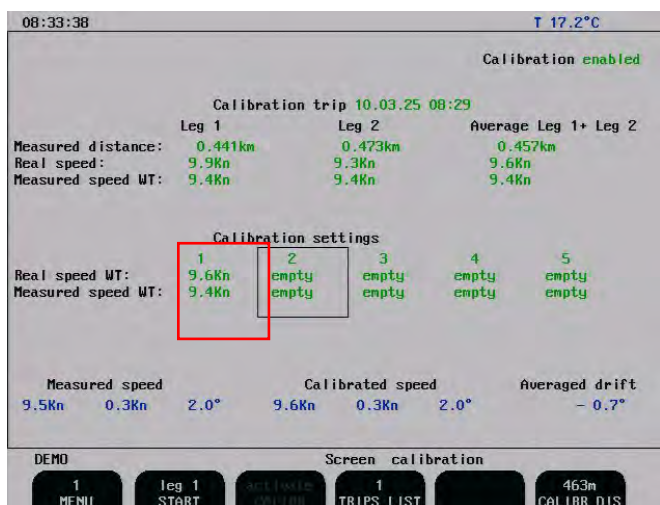 08:33:38 T 17.2°C
Calibration enabled
Calibration trip 10.03.25 08:29
Leg 1 Leg 2 Average Leg 1+ Leg 2
Measured distance: 0.441km 0.473km 0.457km
Real speed: 9.9Kn 9.3Kn 9.6Kn
Measured speed WT: 9.4Kn 9.4Kn 9.4Kn
Calibration settings
1 2 3 4 5
Real speed WT: 9.6Kn empty empty empty empty
Measured speed WT: 9.4Kn empty empty empty empty
Measured speed Calibrated speed Averaged drift
9.5Kn 0.3Kn 2.0° 9.6Kn 0.3Kn 2.0° - 0.7°
DEMO Screen calibration
1 leg 1 activate 1 463m
MENU START TRIPS LIST CALIBR DIS